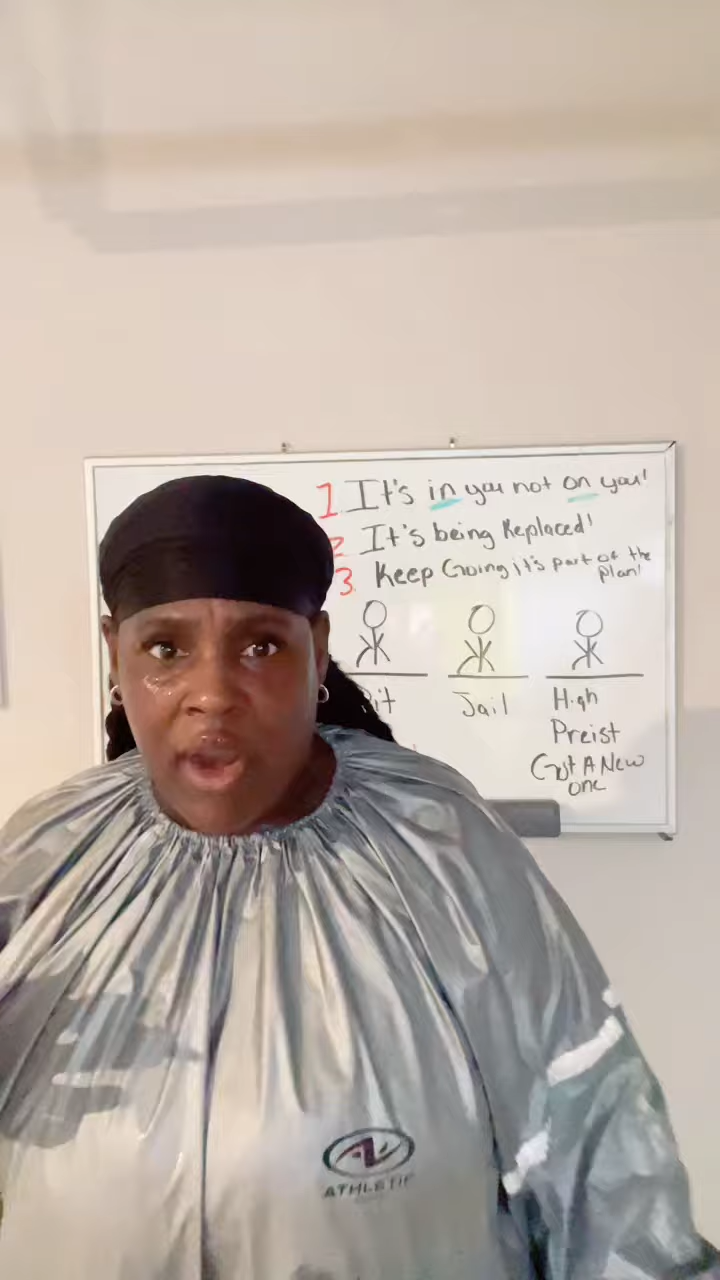 1. It's in you not on you!
2 It's being Replaced!
3. Keep Going it's part of the
plan!
Pit
Jail
High
Preist
Got A New
one
ATHLETIF